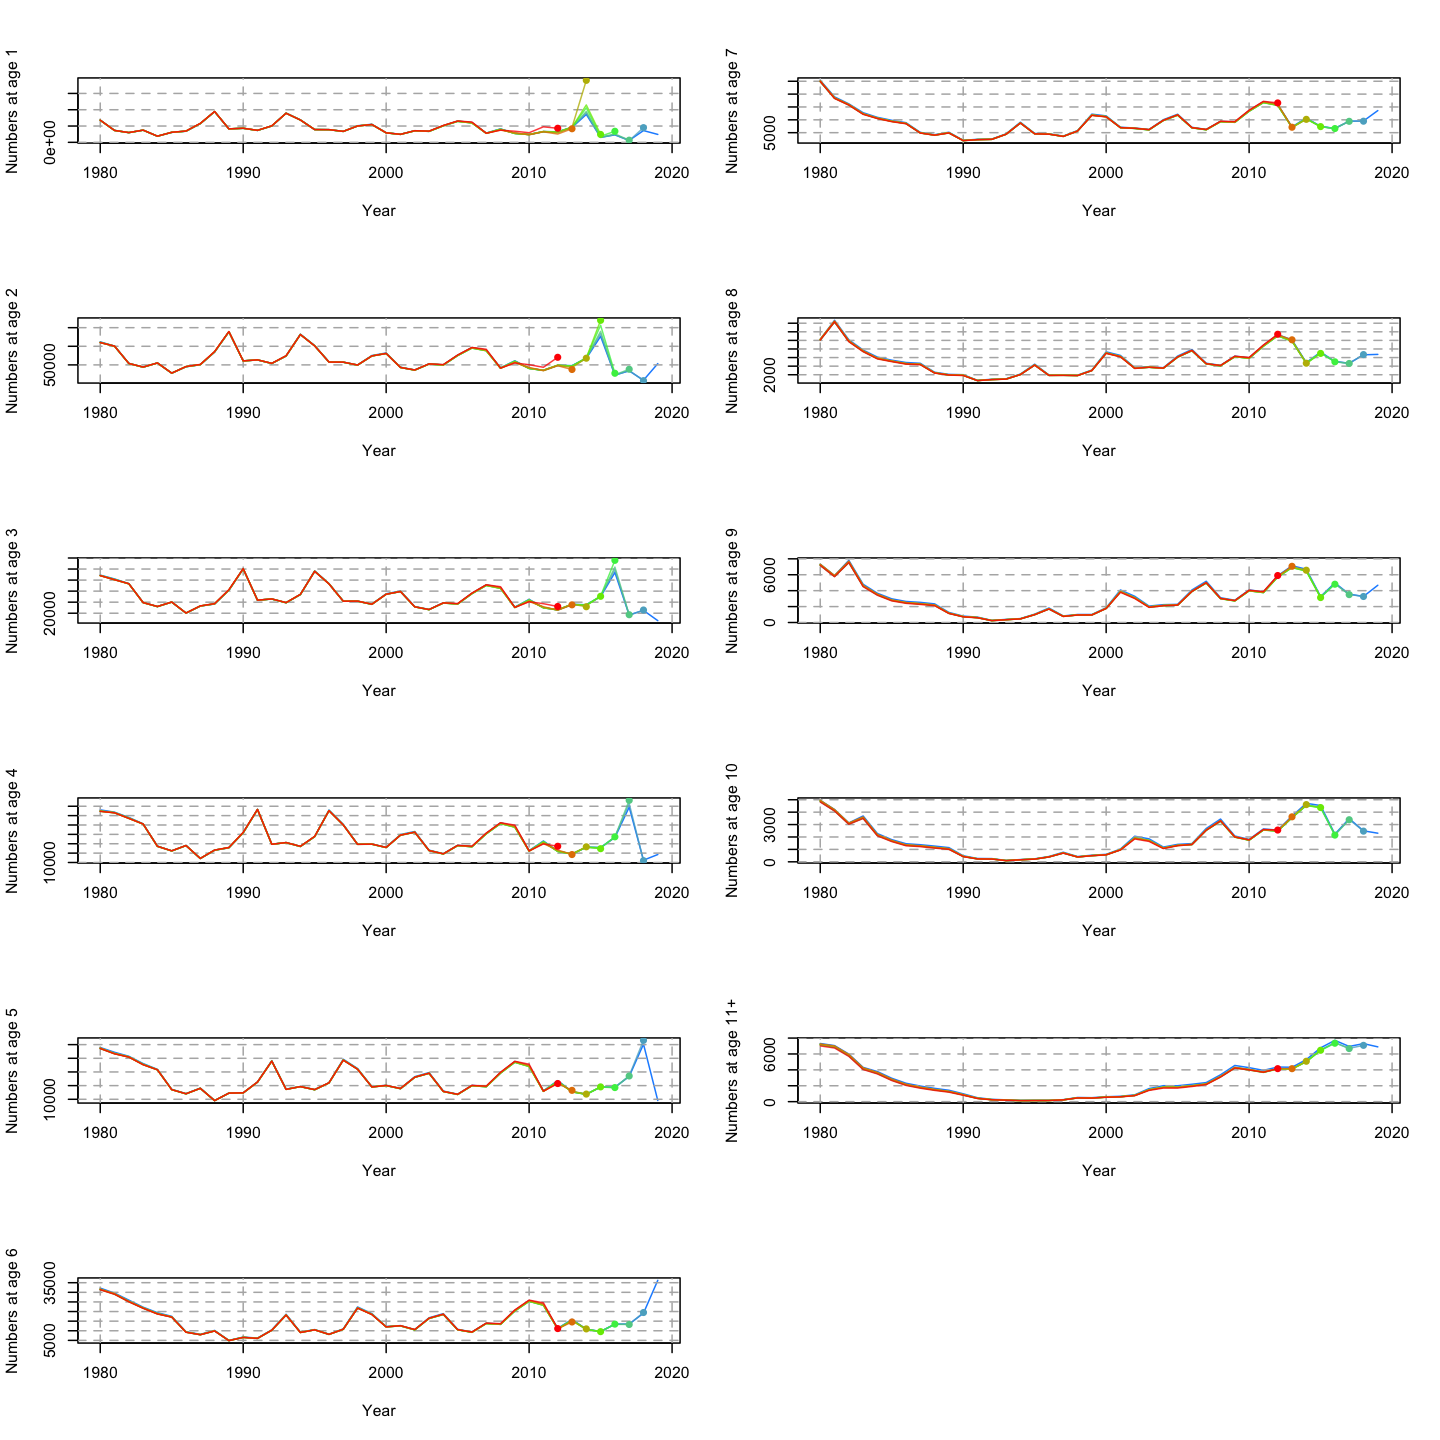 Numbers at age 1
0e+00
1980 1990 2000 2010 2020
Year
Numbers at age 2
50000
1980 1990 2000 2010 2020
Year
Numbers at age 3
20000
1980 1990 2000 2010 2020
Year
Numbers at age 4
10000
1980 1990 2000 2010 2020
Year
Numbers at age 5
10000
1980 1990 2000 2010 2020
Year
Numbers at age 6
5000 35000
1980 1990 2000 2010 2020
Year
Numbers at age 7
5000
1980 1990 2000 2010 2020
Year
Numbers at age 8
2000
1980 1990 2000 2010 2020
Year
Numbers at age 9
0 6000
1980 1990 2000 2010 2020
Year
Numbers at age 10
0 3000
1980 1990 2000 2010 2020
Year
Numbers at age 11+
0 6000
1980 1990 2000 2010 2020
Year